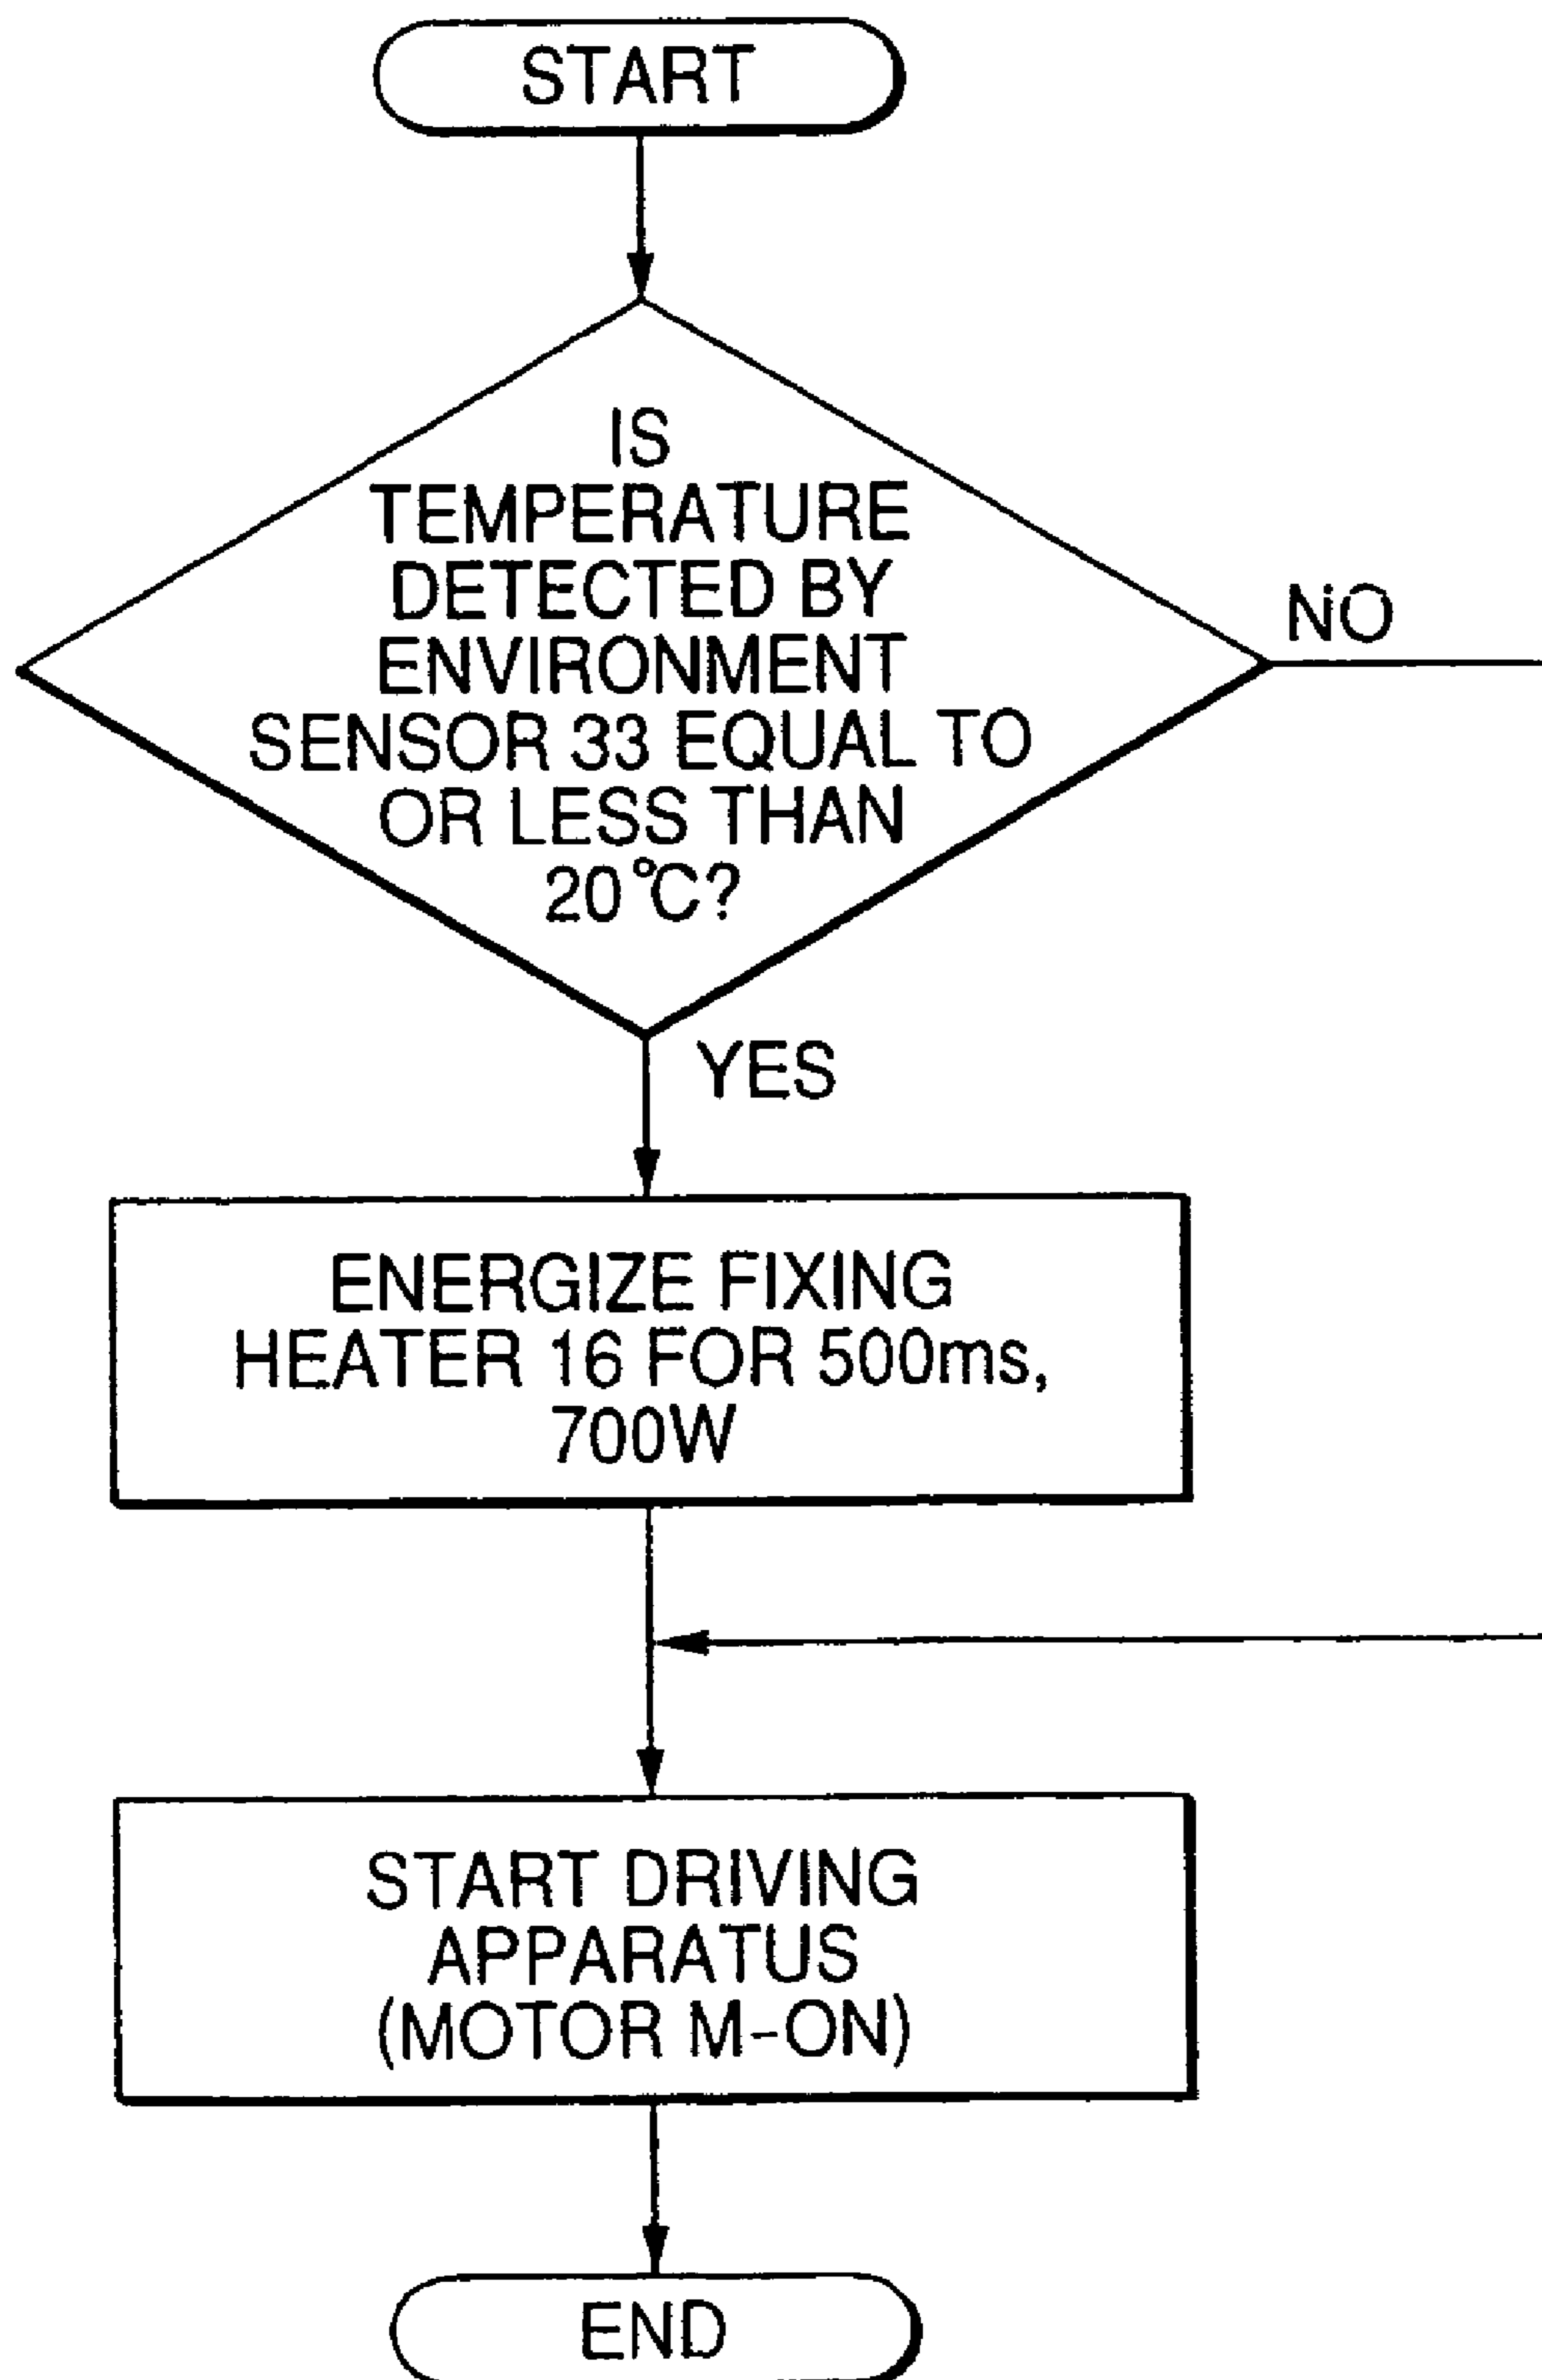 START
IS
TEMPERATURE
DETECTED BY
ENVIRONMENT
SENSOR 33 EQUAL TO
OR LESS THAN
20°C?
NO
YES
ENERGIZE FIXING
HEATER 16 FOR 500ms,
700W
START DRIVING
APPARATUS
(MOTOR M-ON)
END